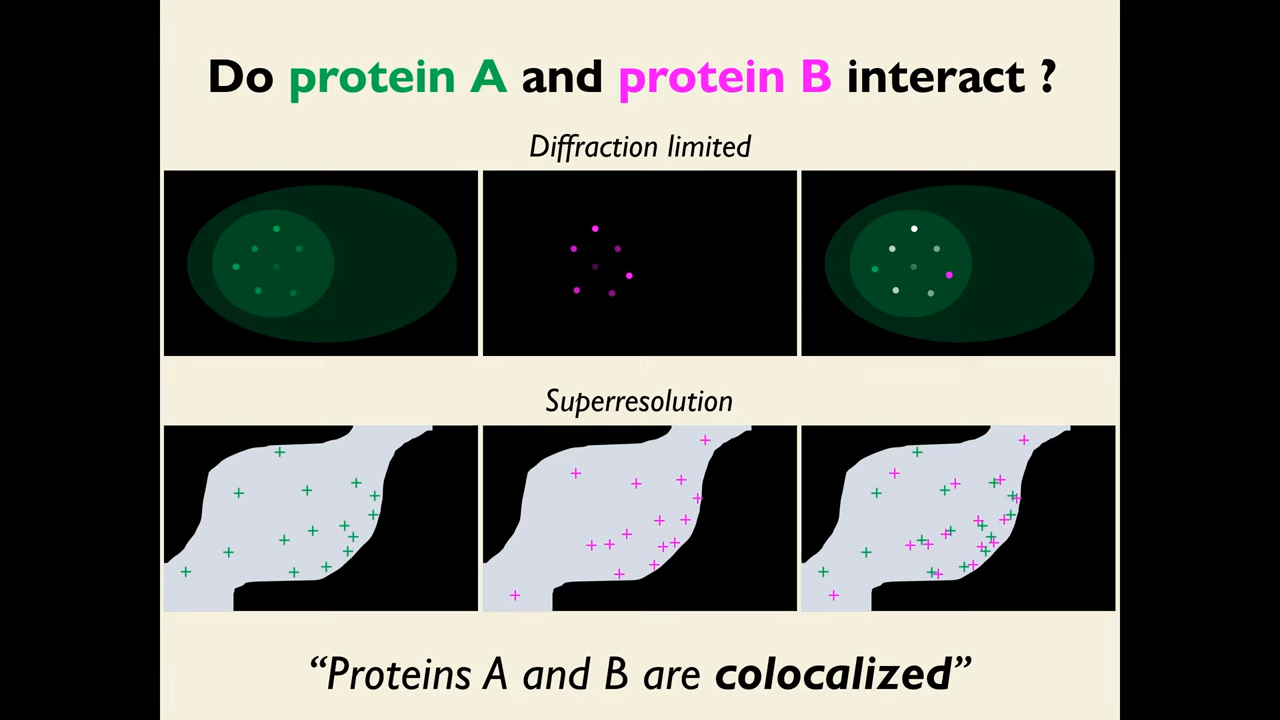 Do protein A and protein B interact ?
Diffraction limited
Superresolution
“Proteins A and B are colocalized”